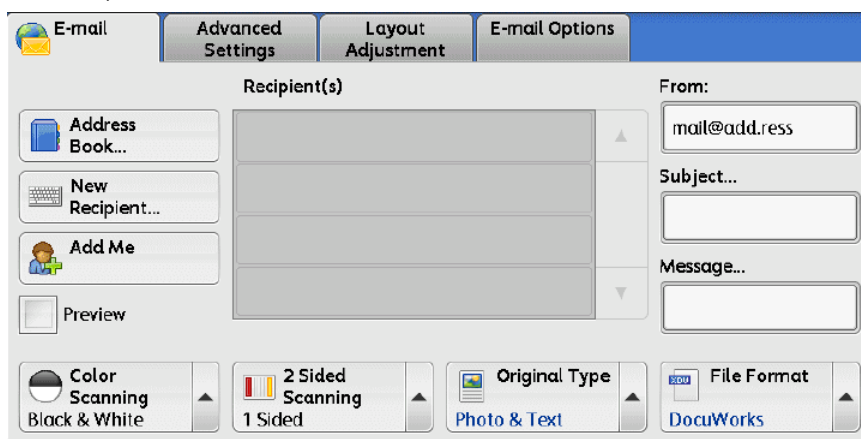 E-mail
Advanced
Settings
Layout
Adjustment
E-mail Options
Recipient(s)
From:
Address
Book...
mail@add.ress
New
Recipient...
Subject...
Add Me
Message...
Preview
Color
Scanning
Black & White
2 Sided
Scanning
1 Sided
Original Type
Photo & Text
XDW
File Format
DocuWorks